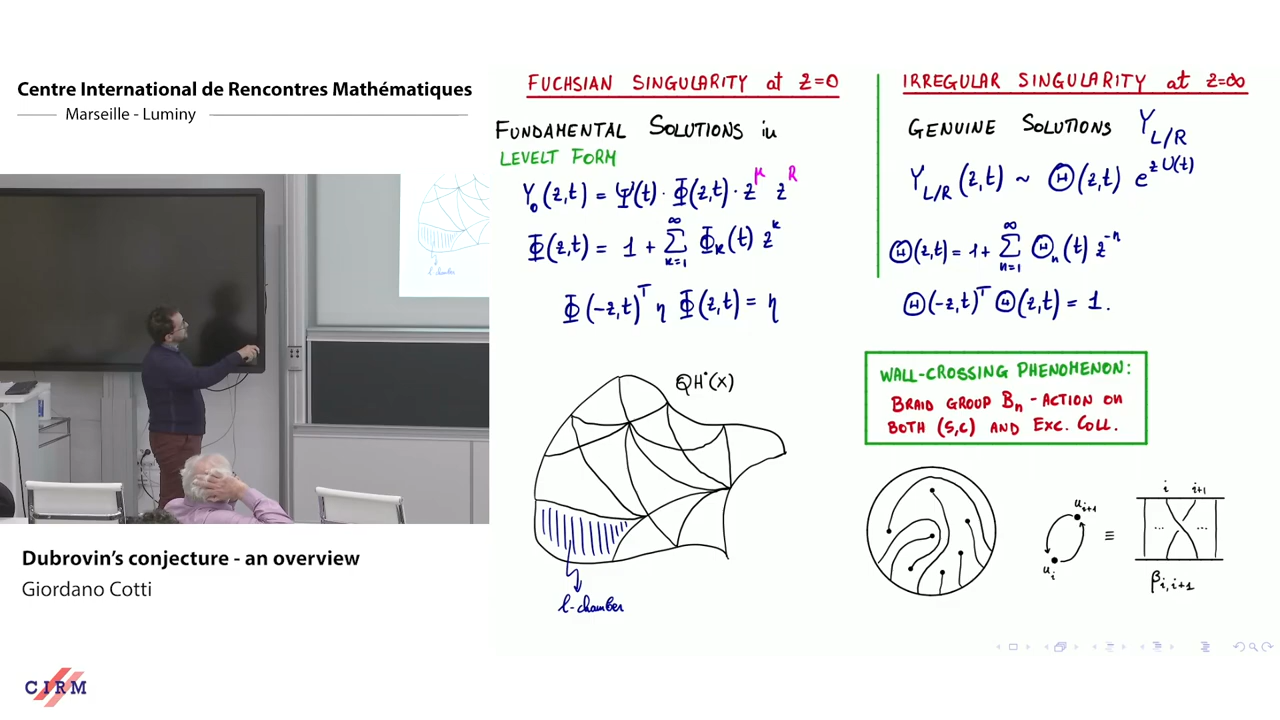 Centre International de Rencontres Mathématiques
Marseille - Luminy
Dubrovin’s conjecture - an overview
Giordano Cotti
CIRM
FUCHSIAN SINGULARITY at z=0
FUNDAMENTAL SOLUTIONS in
LEVELT FORM
Y₀(z,t) = Ψ(t) · Φ(z,t) · z^μ z^R
Φ(z,t) = 1 + ∑_{k=1}^{∞} Φ_k(t) z^k
Φ(-z,t)^T η Φ(z,t) = η
QH^•(X)
ℓ-chamber
IRREGULAR SINGULARITY at z=∞
GENUINE SOLUTIONS Y_{L/R}
Y_{L/R}(z,t) ~ Θ(z,t) e^{zU(t)}
Θ(z,t) = 1 + ∑_{n=1}^{∞} Θ_n(t) z^{-n}
Θ(-z,t)^T Θ(z,t) = 1.
WALL-CROSSING PHENOMENON:
BRAID GROUP B_n - ACTION ON
BOTH (S,C) AND EXC. COLL.
u_{i+1}
u_i
≡
i i+1
... ...
β_{i,i+1}
ℓ-chamber